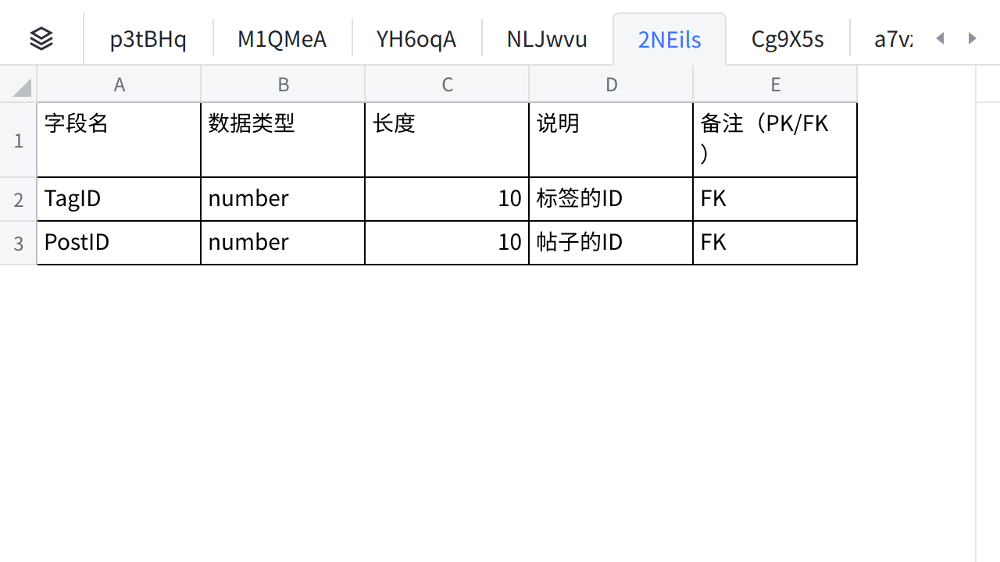 p3tBHq M1QMeA YH6oqA NLJwvu 2NEils Cg9X5s
A B C D E
1 字段名 数据类型 长度 说明 备注（PK/FK
）
2 TagID number 10 标签的ID FK
3 PostID number 10 帖子的ID FK